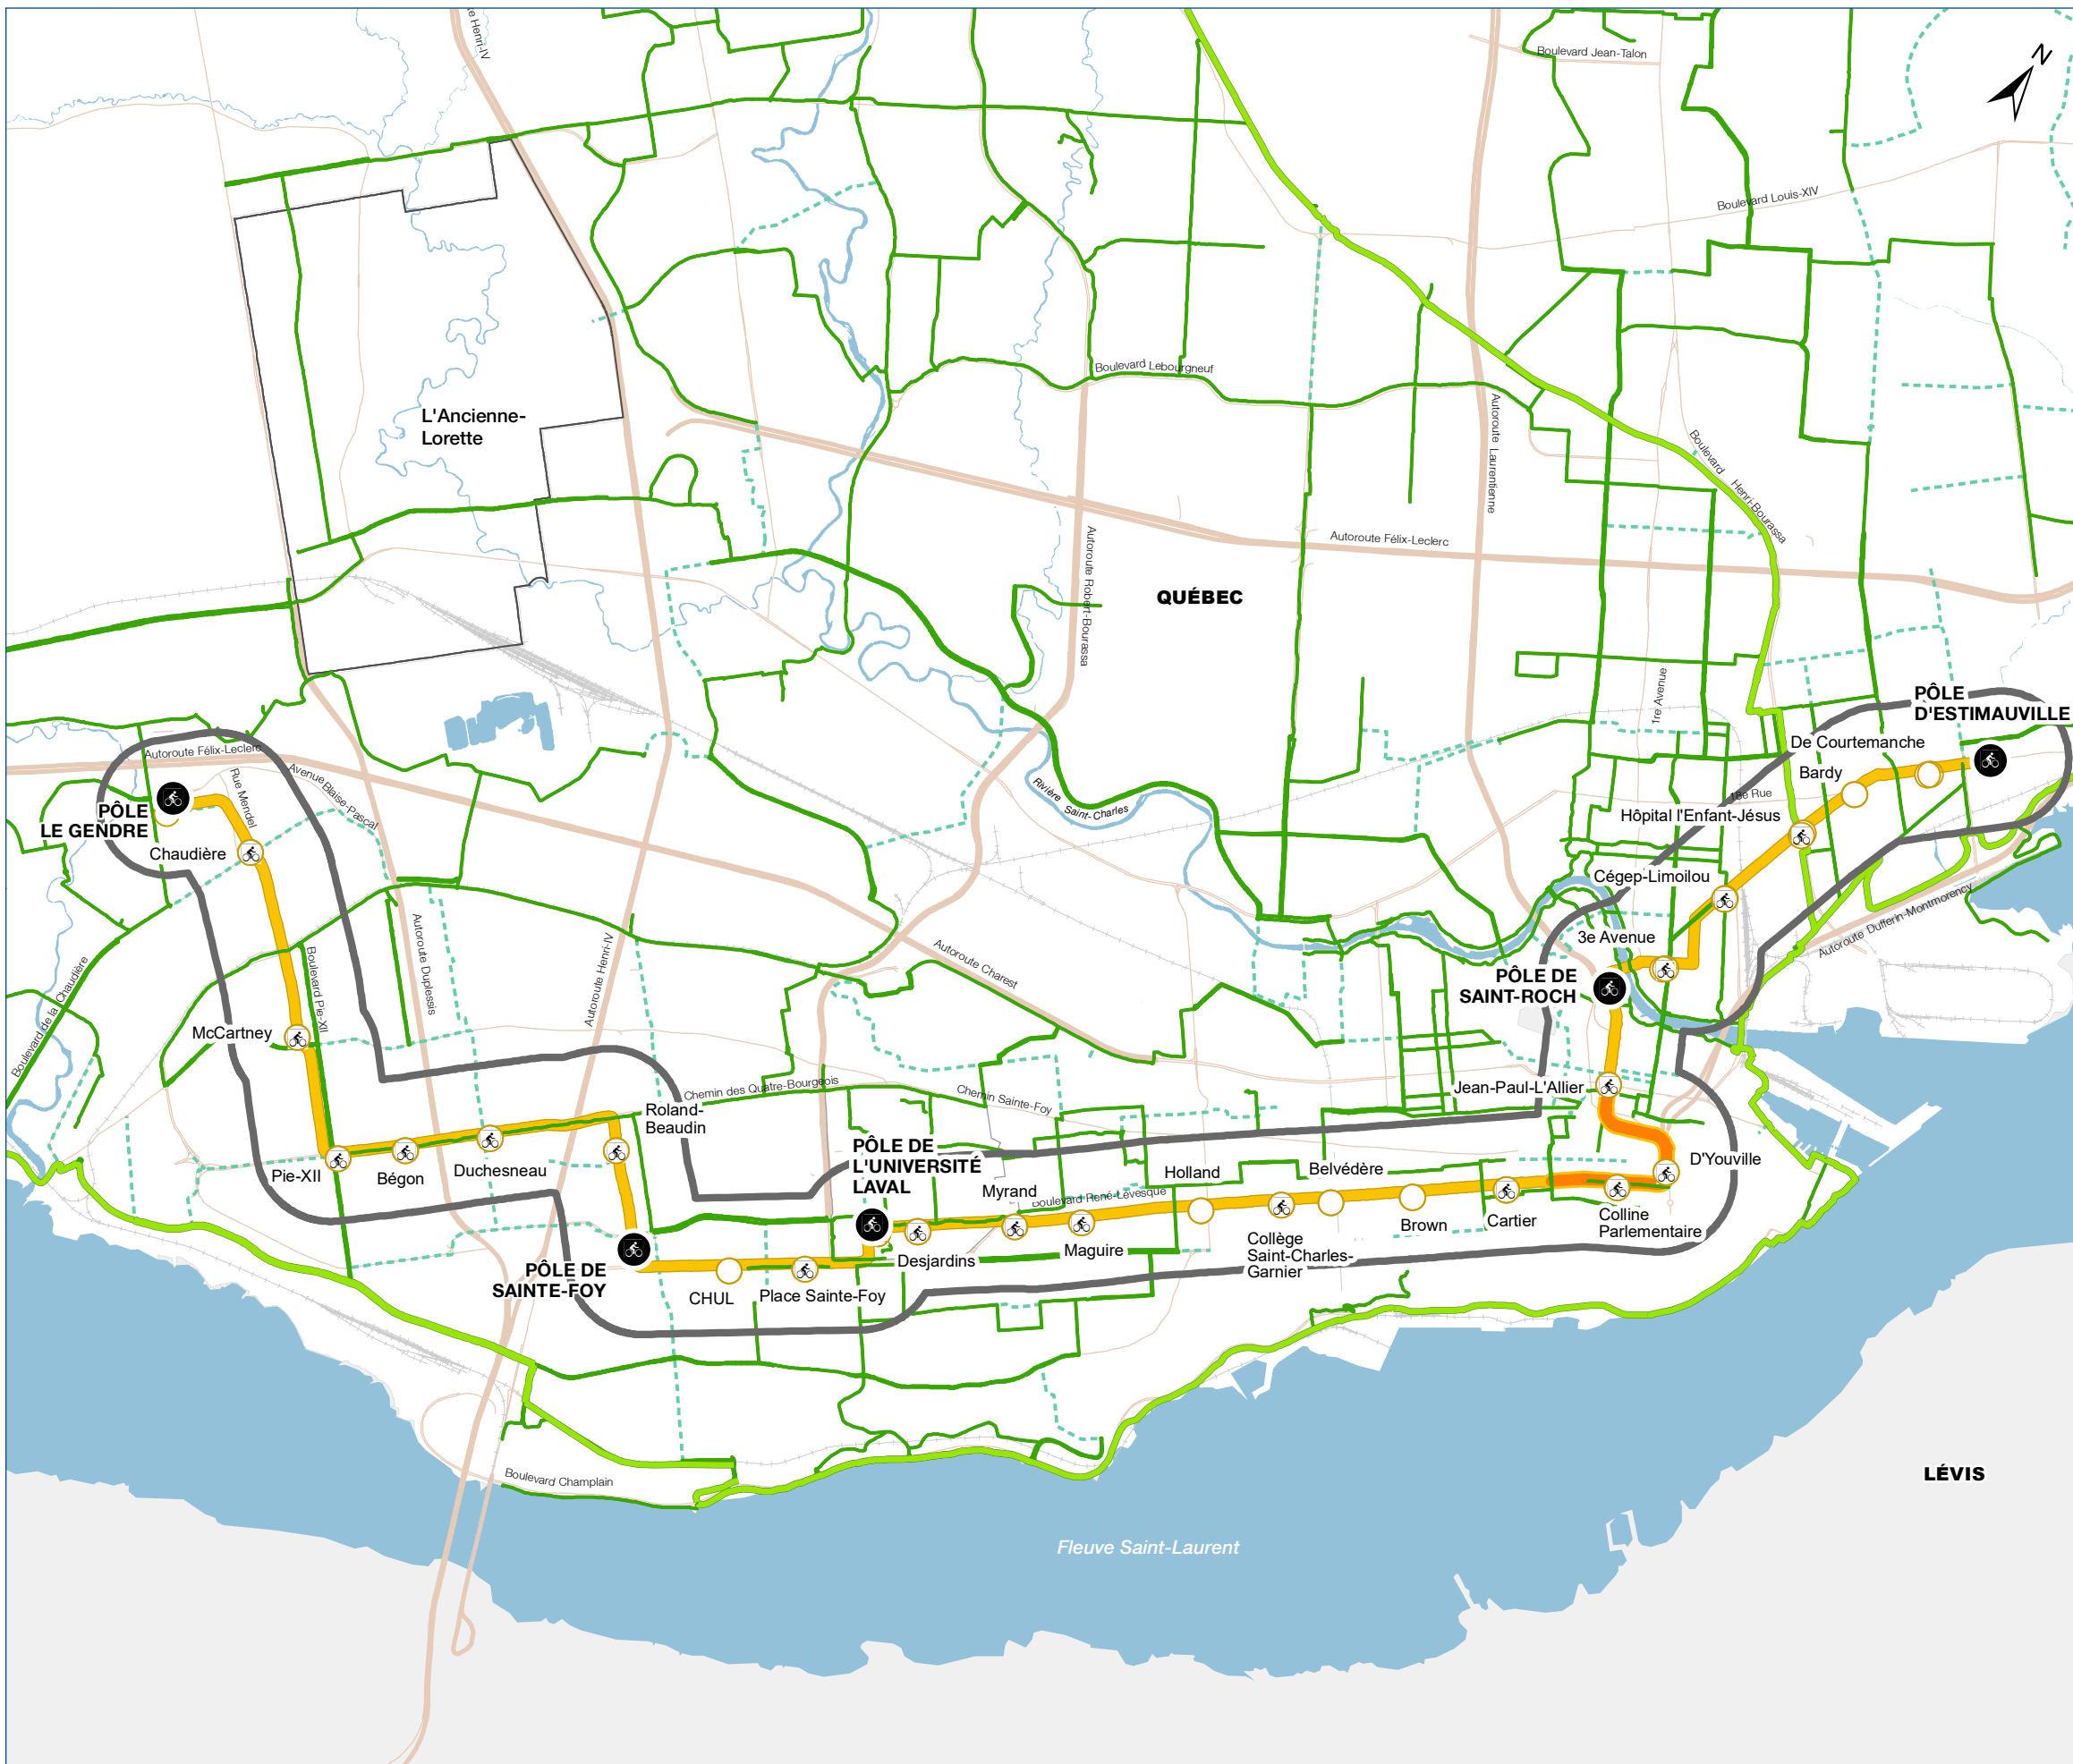 e Henri-IV
Boulevard Jean-Talon
N
Boulevard Louis-XIV
L'Ancienne-
Lorette
Boulevard Lebourgneuf
Autoroute Laurentienne
Boulevard Henri-Bourassa
Autoroute Félix-Leclerc
Autoroute Robert-Bourassa
QUÉBEC
1re Avenue
PÔLE
D'ESTIMAUVILLE
De Courtemanche
Bardy
18e Rue
Hôpital l'Enfant-Jésus
Autoroute Félix-Leclerc
Rue Mendel
Avenue Blaise-Pascal
PÔLE
LE GENDRE
Chaudière
Rivière Saint-Charles
Cégep-Limoilou
3e Avenue
Autoroute Dufferin-Montmorency
PÔLE DE
SAINT-ROCH
Boulevard de la Chaudière
Boulevard Pie-XII
Autoroute Duplessis
Autoroute Henri-IV
Autoroute Charest
McCartney
Chemin des Quatre-Bourgeois
Chemin Sainte-Foy
Jean-Paul-L'Allier
Roland-
Beaudin
PÔLE DE
L'UNIVERSITÉ
LAVAL
Pie-XII
Bégon
Duchesneau
Myrand
Boulevard René-Lévesque
Holland
Belvédère
D'Youville
Desjardins
Maguire
Collège
Saint-Charles-
Garnier
Brown
Cartier
Colline
Parlementaire
PÔLE DE
SAINTE-FOY
CHUL
Place Sainte-Foy
Boulevard Champlain
LÉVIS
Fleuve Saint-Laurent